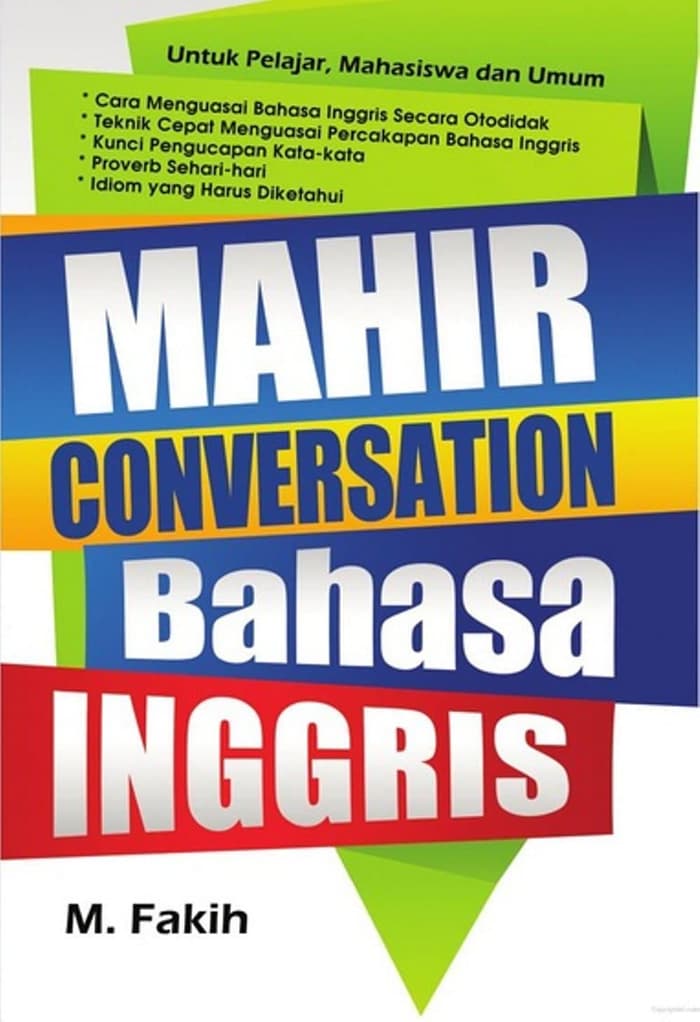 Untuk Pelajar, Mahasiswa dan Umum
* Cara Menguasai Bahasa Inggris Secara Otodidak
* Teknik Cepat Menguasai Percakapan Bahasa Inggris
* Kunci Pengucapan Kata-kata
* Proverb Sehari-hari
* Idiom yang Harus Diketahui
MAHIR
CONVERSATION
Bahasa
INGGRIS
M. Fakih